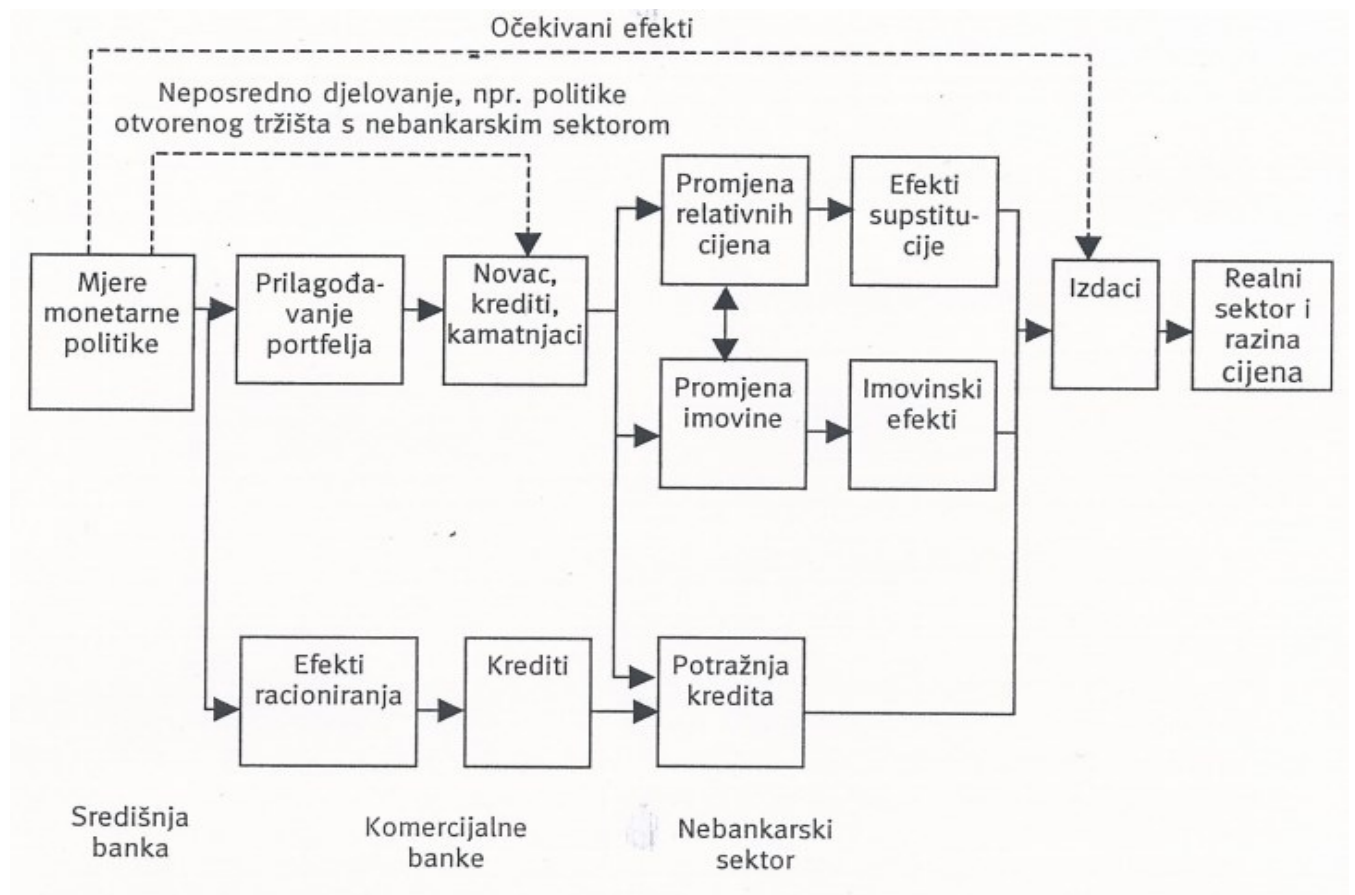 Očekivani efekti
Neposredno djelovanje, npr. politike
otvorenog tržišta s nebankarskim sektorom
Mjere
monetarne
politike
Prilagođa-
vanje
portfelja
Novac,
krediti,
kamatnjaci
Promjena
relativnih
cijena
Efekti
supstitu-
cije
Promjena
imovine
Imovinski
efekti
Izdaci
Realni
sektor i
razina
cijena
Efekti
racioniranja
Krediti
Potražnja
kredita
Središnja
banka
Komercijalne
banke
Nebankarski
sektor